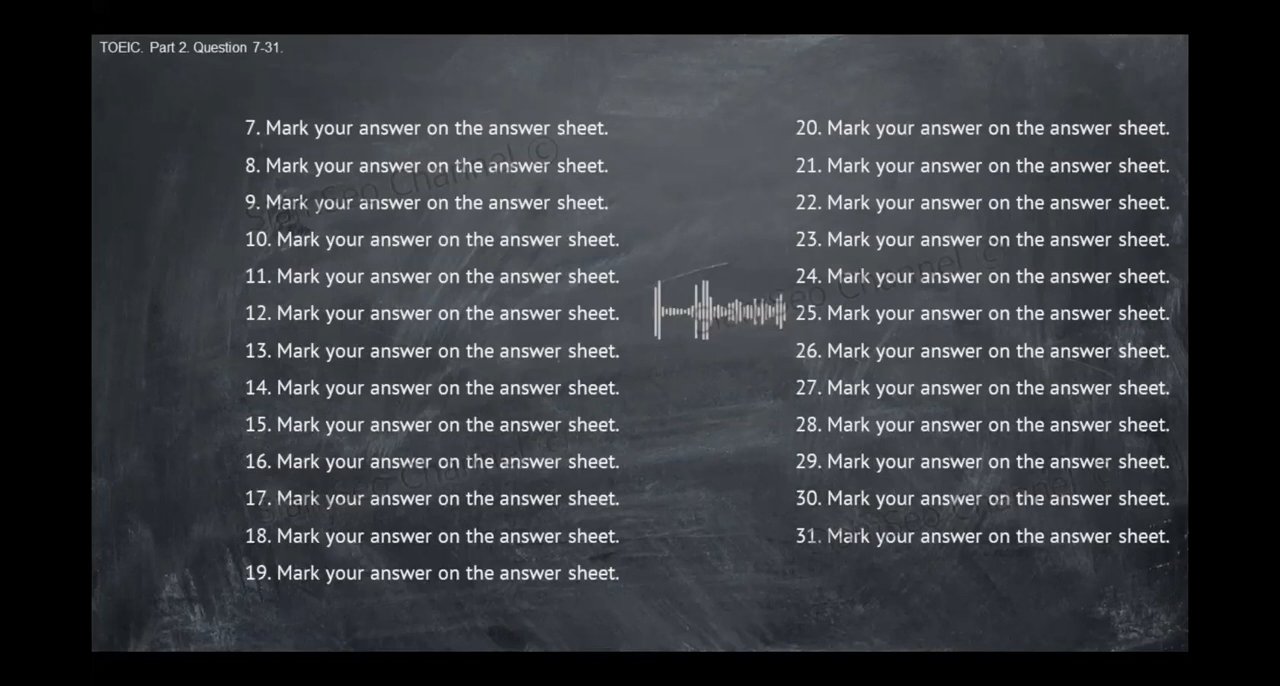 TOEIC. Part 2. Question 7-31.
7. Mark your answer on the answer sheet.
8. Mark your answer on the answer sheet.
9. Mark your answer on the answer sheet.
10. Mark your answer on the answer sheet.
11. Mark your answer on the answer sheet.
12. Mark your answer on the answer sheet.
13. Mark your answer on the answer sheet.
14. Mark your answer on the answer sheet.
15. Mark your answer on the answer sheet.
16. Mark your answer on the answer sheet.
17. Mark your answer on the answer sheet.
18. Mark your answer on the answer sheet.
19. Mark your answer on the answer sheet.
20. Mark your answer on the answer sheet.
21. Mark your answer on the answer sheet.
22. Mark your answer on the answer sheet.
23. Mark your answer on the answer sheet.
24. Mark your answer on the answer sheet.
25. Mark your answer on the answer sheet.
26. Mark your answer on the answer sheet.
27. Mark your answer on the answer sheet.
28. Mark your answer on the answer sheet.
29. Mark your answer on the answer sheet.
30. Mark your answer on the answer sheet.
31. Mark your answer on the answer sheet.